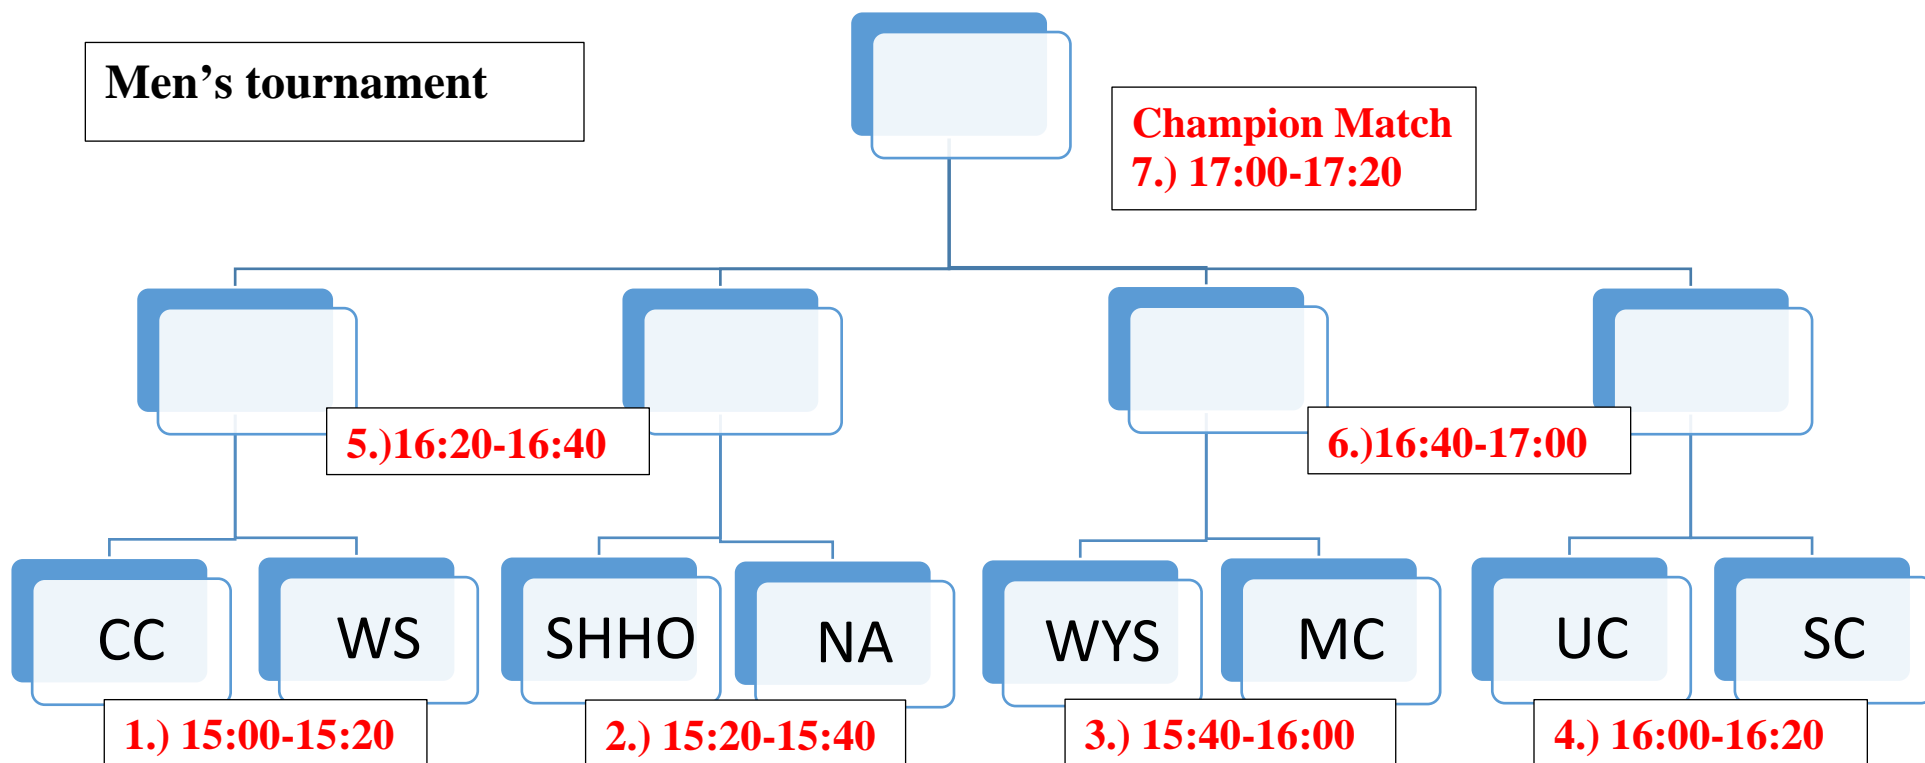 Men’s tournament
Champion Match
7.) 17:00-17:20
5.)16:20-16:40
6.)16:40-17:00
CC
WS
SHHO
NA
WYS
MC
UC
SC
1.) 15:00-15:20
2.) 15:20-15:40
3.) 15:40-16:00
4.) 16:00-16:20